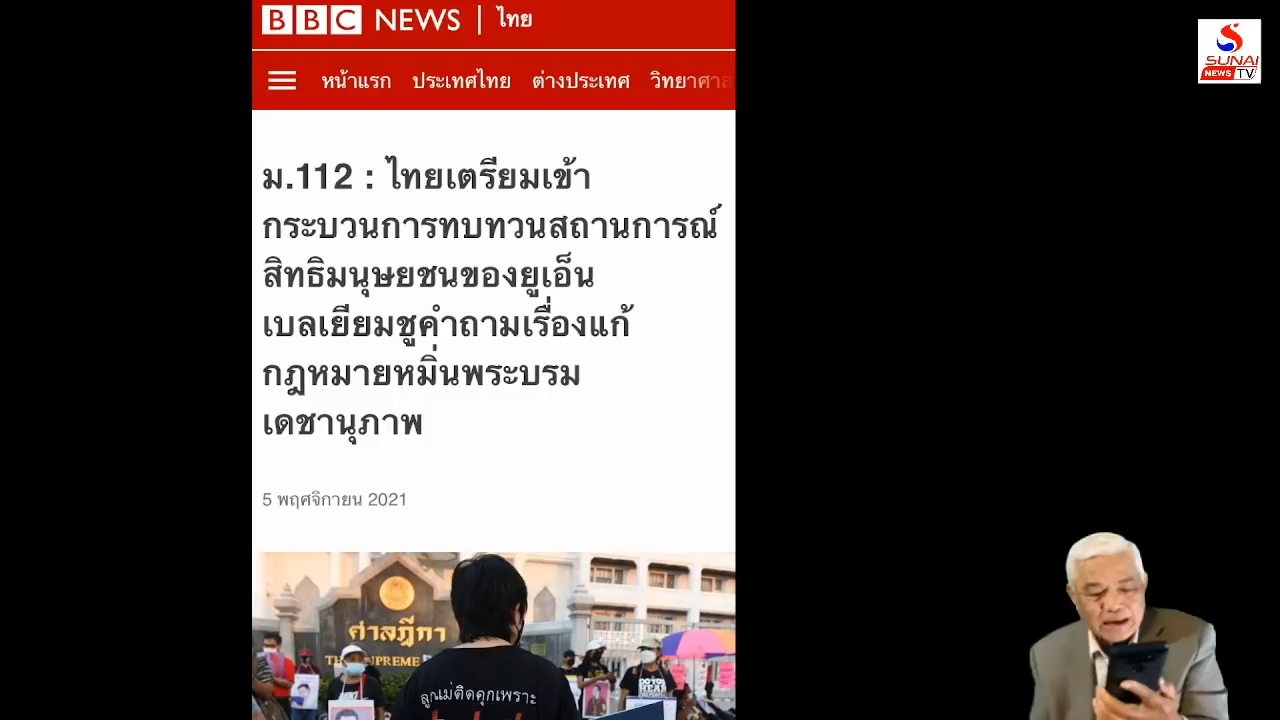 BBC NEWS | ไทย
SUNAI
NEWS TV
หน้าแรก ประเทศไทย ต่างประเทศ
ม.112 : ไทยเตรียมเข้า
กระบวนการทบทวนสถานการณ์
สิทธิมนุษยชนของยูเอ็น
เบลเยียมชูคำถามเรื่องแก้
กฎหมายหมิ่นพระบรม
เดชานุภาพ
5 พฤศจิกายน 2021
ศาลฎีกา
THE SUPREME
ลูกแม่ติดคุกเพราะ